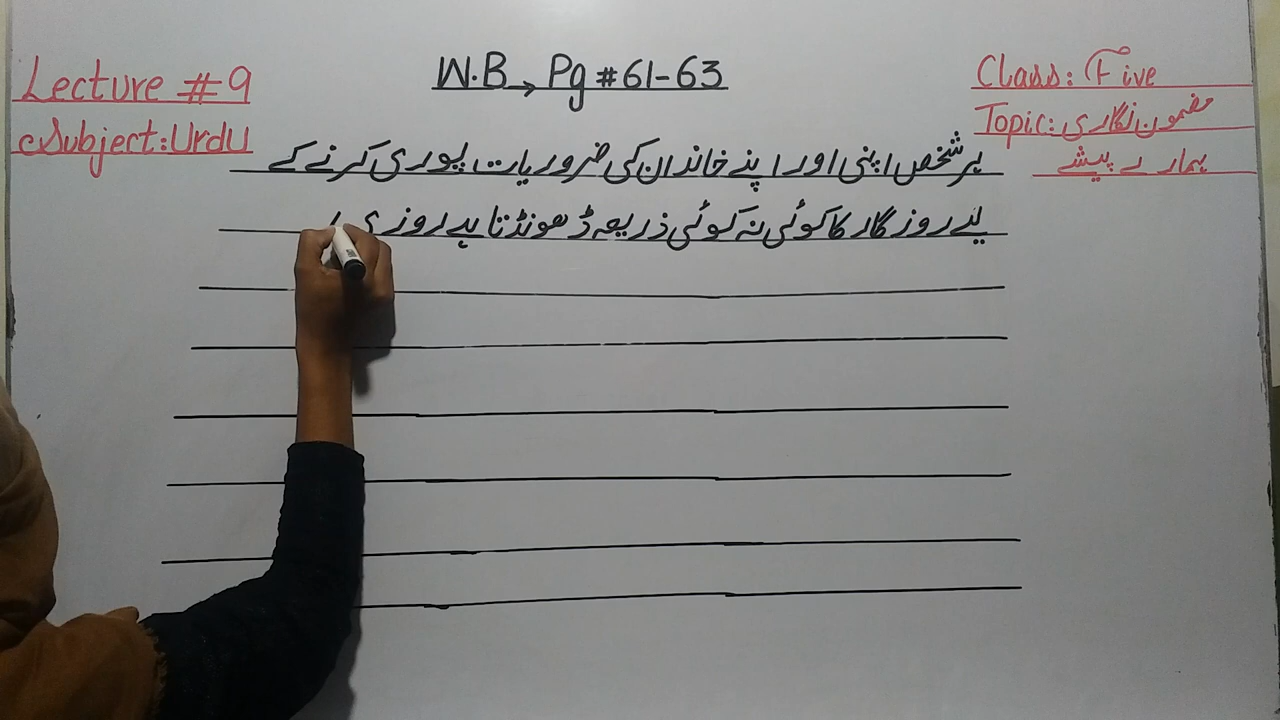 Lecture #9
Subject: Urdu
W.B → Pg #61-63
Class: Five
Topic: مضمون نگاری
ہمارے پیشے
ہر شخص اپنی اور اپنے خاندان کی ضروریات پوری کرنے کے
لیے روزگار کا کوئی نہ کوئی ذریعہ ڈھونڈتا ہے روزی